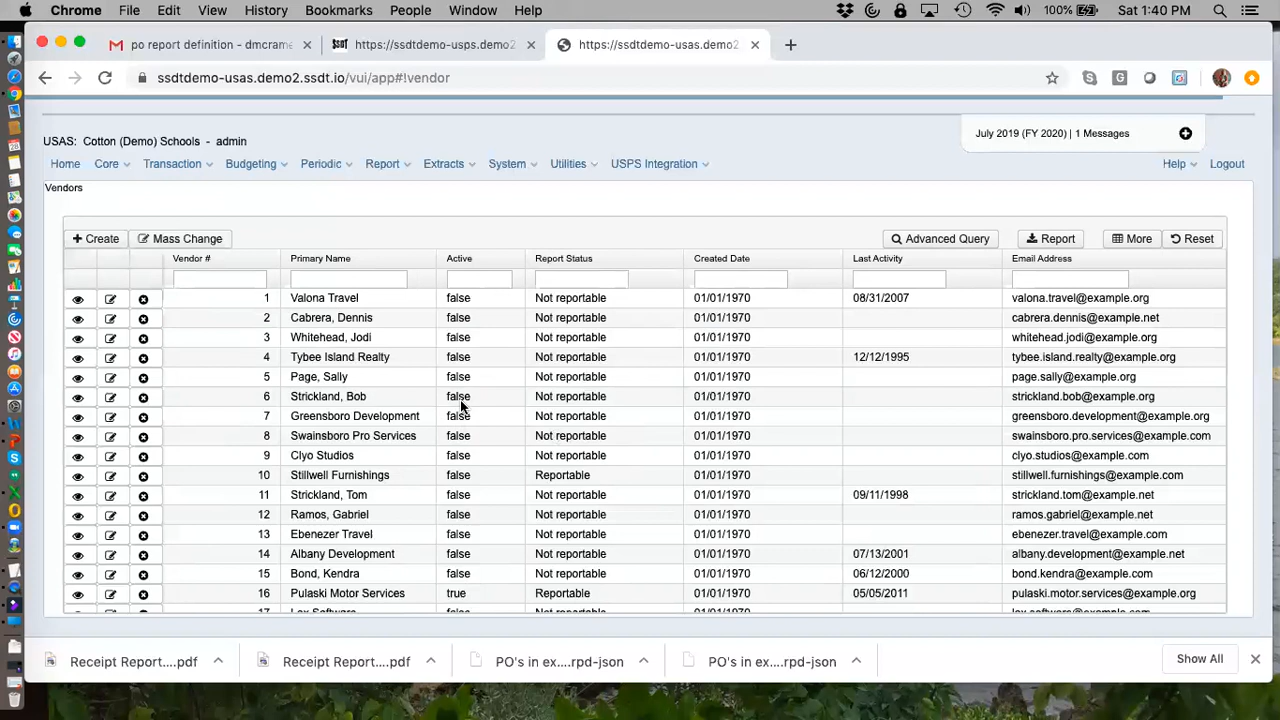 Chrome File Edit View History Bookmarks People Window Help 100% Sat 1:40 PM
po report definition - dmcrame × https://ssdtdemo-usps.demo2 × https://ssdtdemo-usas.demo2 × +
ssdtdemo-usas.demo2.ssdt.io/vui/app#!vendor
July 2019 (FY 2020) | 1 Messages
USAS: Cotton (Demo) Schools - admin
Home Core Transaction Budgeting Periodic Report Extracts System Utilities USPS Integration Help Logout
Vendors
+ Create Mass Change Advanced Query Report More Reset
Vendor # Primary Name Active Report Status Created Date Last Activity Email Address
1 Valona Travel false Not reportable 01/01/1970 08/31/2007 valona.travel@example.org
2 Cabrera, Dennis false Not reportable 01/01/1970 cabrera.dennis@example.net
3 Whitehead, Jodi false Not reportable 01/01/1970 whitehead.jodi@example.org
4 Tybee Island Realty false Not reportable 01/01/1970 12/12/1995 tybee.island.realty@example.org
5 Page, Sally false Not reportable 01/01/1970 page.sally@example.org
6 Strickland, Bob false Not reportable 01/01/1970 strickland.bob@example.org
7 Greensboro Development false Not reportable 01/01/1970 greensboro.development@example.org
8 Swainsboro Pro Services false Not reportable 01/01/1970 swainsboro.pro.services@example.com
9 Clyo Studios false Not reportable 01/01/1970 clyo.studios@example.com
10 Stillwell Furnishings false Reportable 01/01/1970 stillwell.furnishings@example.com
11 Strickland, Tom false Not reportable 01/01/1970 09/11/1998 strickland.tom@example.net
12 Ramos, Gabriel false Not reportable 01/01/1970 ramos.gabriel@example.net
13 Ebenezer Travel false Not reportable 01/01/1970 ebenezer.travel@example.com
14 Albany Development false Not reportable 01/01/1970 07/13/2001 albany.development@example.net
15 Bond, Kendra false Not reportable 01/01/1970 06/12/2000 bond.kendra@example.com
16 Pulaski Motor Services true Reportable 01/01/1970 05/05/2011 pulaski.motor.services@example.org
Receipt Report....pdf Receipt Report....pdf PO's in ex....rpd-json PO's in ex....rpd-json Show All